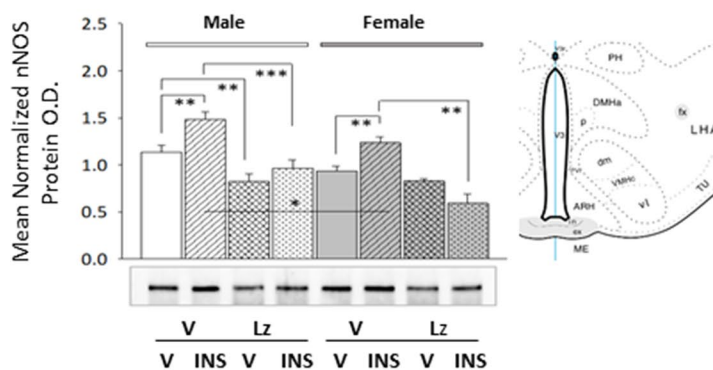 Male Female
Mean Normalized nNOS
Protein O.D.
2.5
2.0
1.5
1.0
0.5
0.0
***
**
**
**
**
*
V Lz V Lz
V INS V INS V INS V INS
PH
DMHa
fx
LHA
p
V3
dm
VMHc
vl
TU
ARH
ME